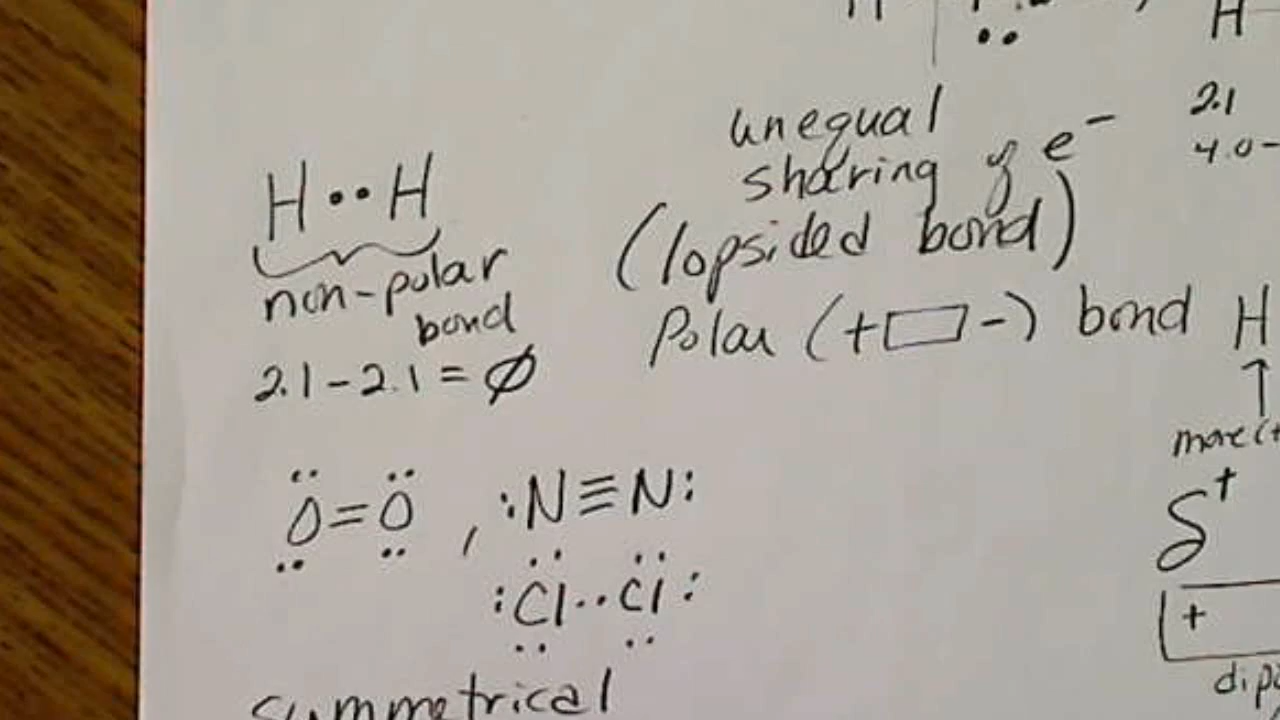 H
2.1
4.0-
unequal
sharing of e⁻
(lopsided bond)
Polar (+▭-) bond
H
↑
more (+
δ⁺
+
H··H
non-polar
bond
2.1-2.1=∅
Ö=Ö, :N≡N:
:Cl··Cl:
symmetrical